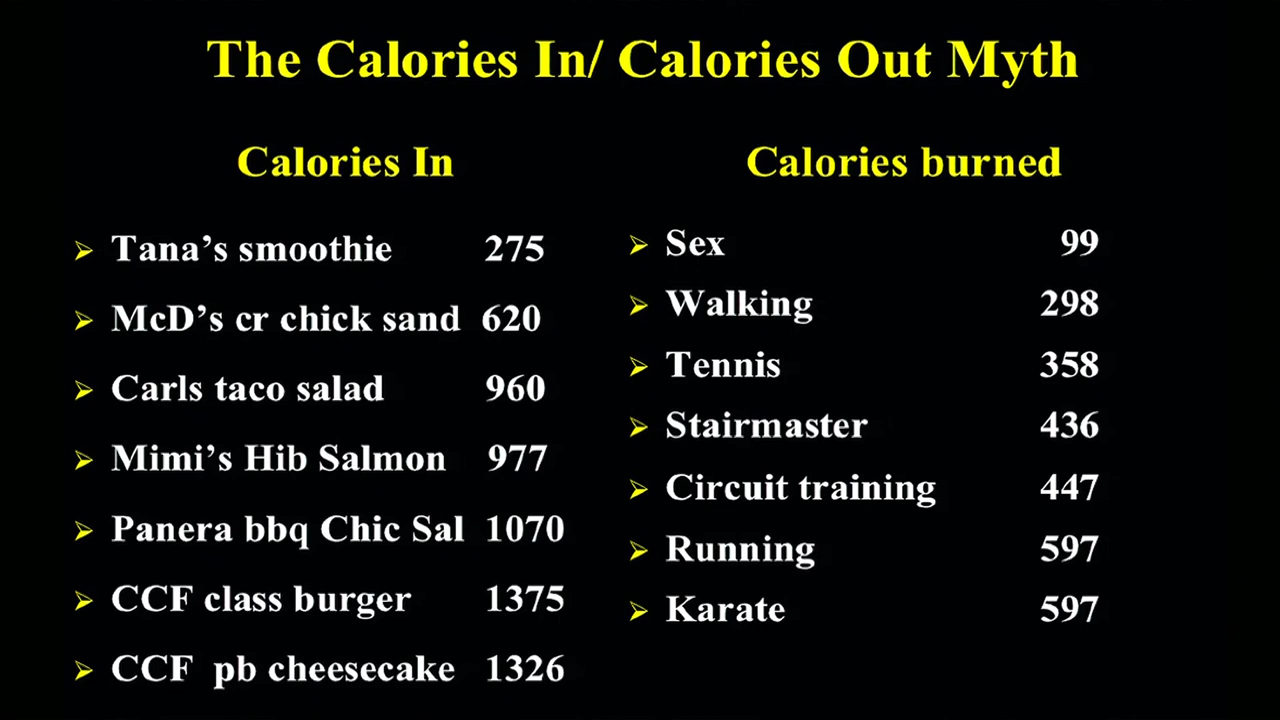 The Calories In/ Calories Out Myth
Calories In
Tana's smoothie 275
McD's cr chick sand 620
Carls taco salad 960
Mimi's Hib Salmon 977
Panera bbq Chic Sal 1070
CCF class burger 1375
CCF pb cheesecake 1326
Calories burned
Sex 99
Walking 298
Tennis 358
Stairmaster 436
Circuit training 447
Running 597
Karate 597